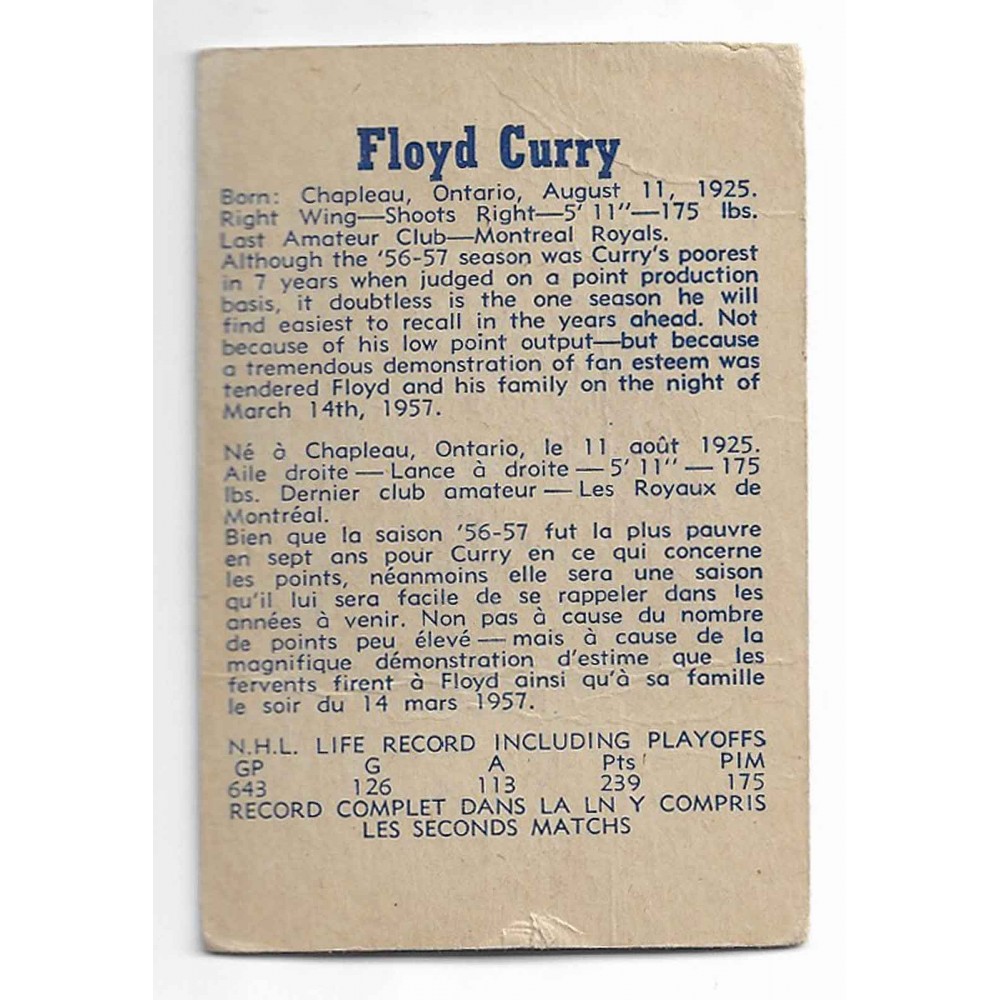 Floyd Curry
Born: Chapleau, Ontario, August 11, 1925.
Right Wing—Shoots Right—5' 11"—175 lbs.
Last Amateur Club—Montreal Royals.
Although the '56-57 season was Curry's poorest
in 7 years when judged on a point production
basis, it doubtless is the one season he will
find easiest to recall in the years ahead. Not
because of his low point output—but because
a tremendous demonstration of fan esteem was
tendered Floyd and his family on the night of
March 14th, 1957.
Né à Chapleau, Ontario, le 11 août 1925.
Aile droite — Lance à droite — 5' 11" — 175
lbs. Dernier club amateur — Les Royaux de
Montréal.
Bien que la saison '56-57 fut la plus pauvre
en sept ans pour Curry en ce qui concerne
les points, néanmoins elle sera une saison
qu'il lui sera facile de se rappeler dans les
années à venir. Non pas à cause du nombre
de points peu élevé — mais à cause de la
magnifique démonstration d'estime que les
fervents firent à Floyd ainsi qu'à sa famille
le soir du 14 mars 1957.
N.H.L. LIFE RECORD INCLUDING PLAYOFFS
GP G A Pts PIM
643 126 113 239 175
RECORD COMPLET DANS LA LN Y COMPRIS
LES SECONDS MATCHS